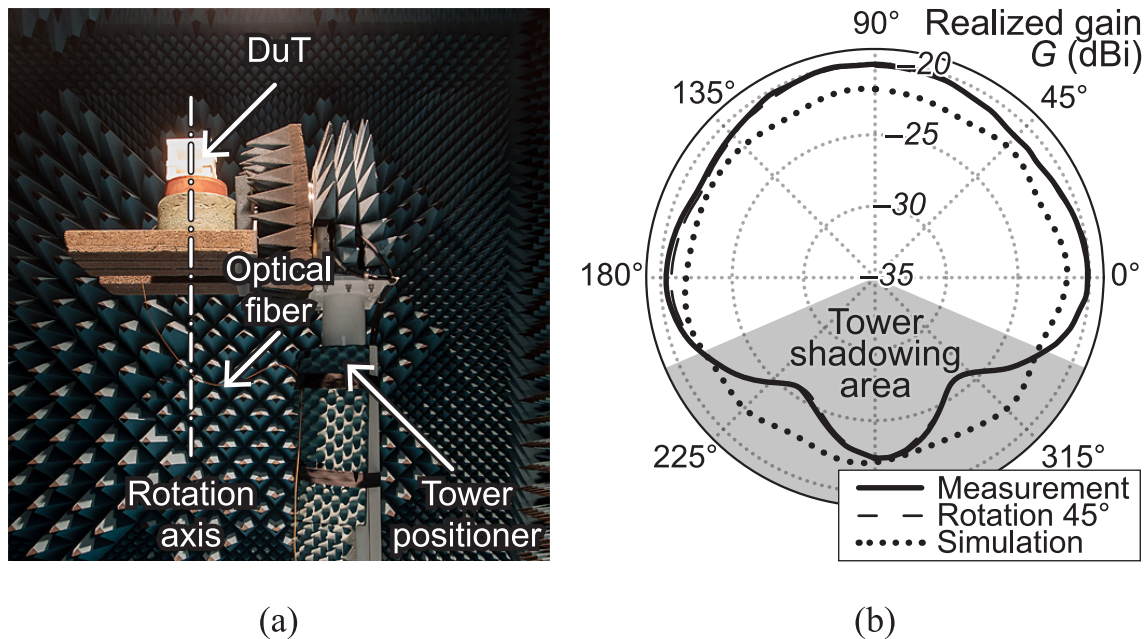 DuT
Optical
fiber
Rotation
axis
Tower
positioner
(a)
Realized gain
G (dBi)
90°
–20
135°
45°
–25
–30
180°
–35
0°
Tower
shadowing
area
225°
315°
Measurement
Rotation 45°
Simulation
(b)